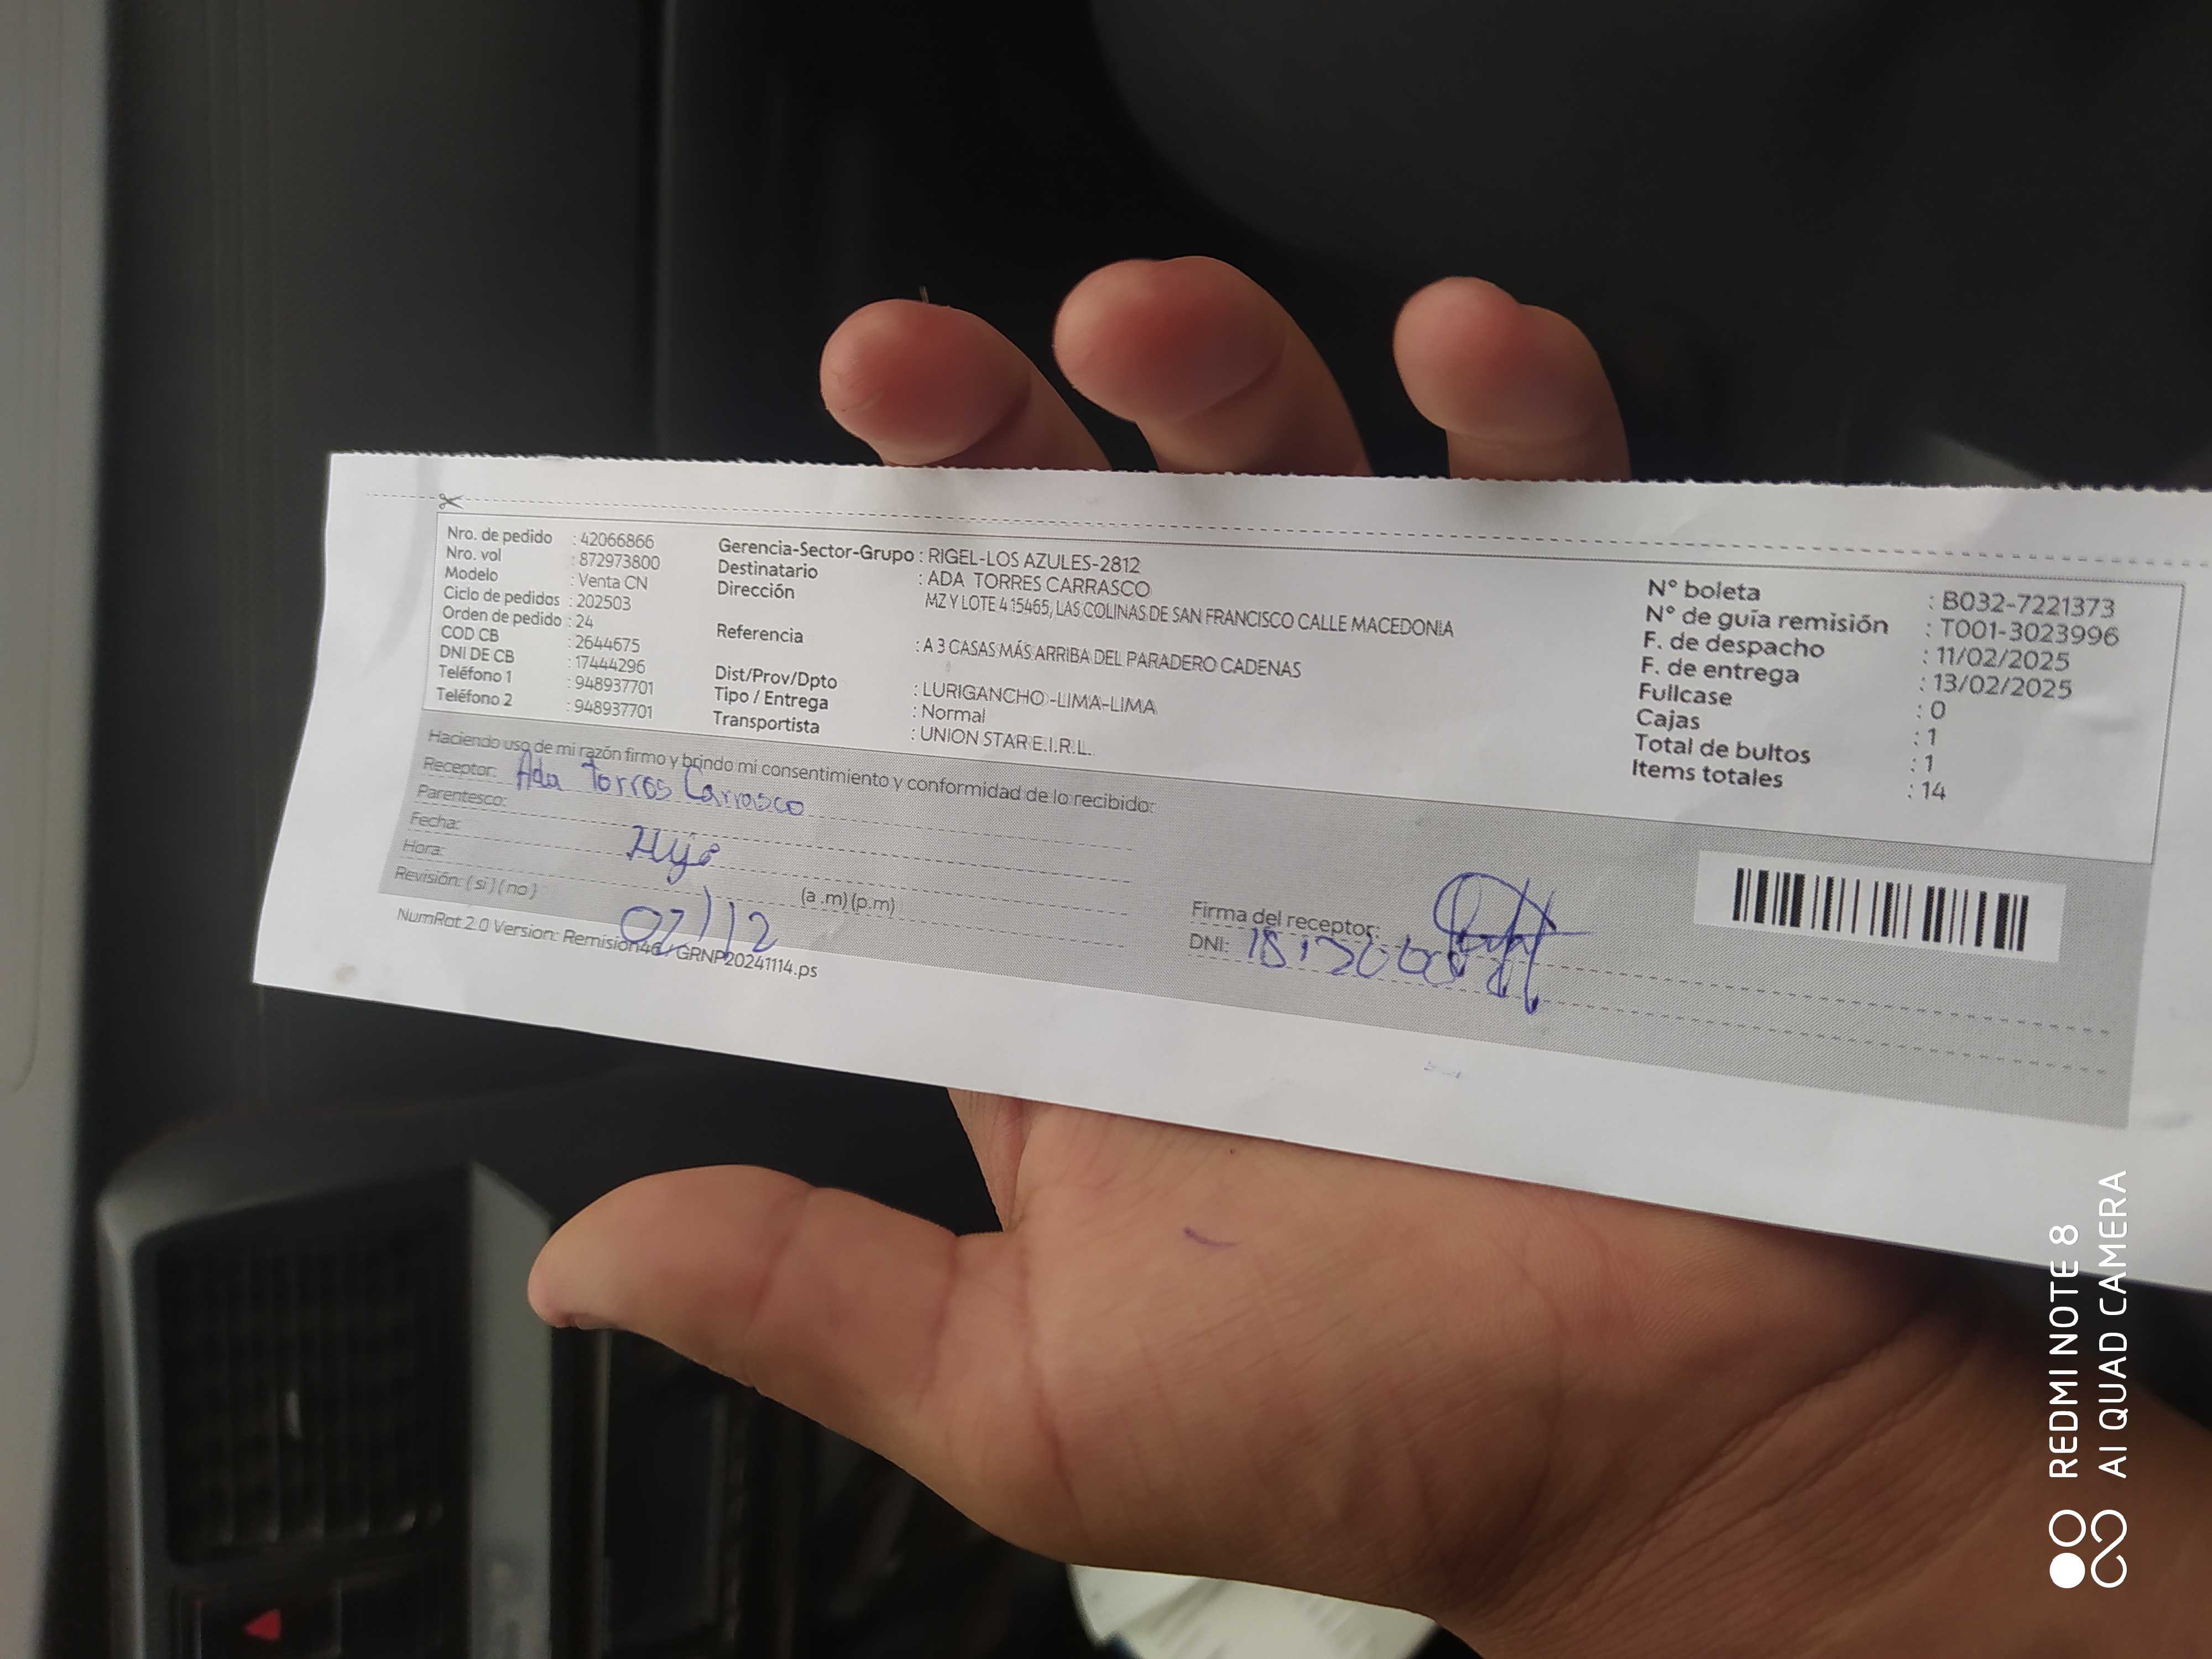 Nro. de pedido : 42066866
Nro. vol : 872973800
Modelo : Venta CN
Ciclo de pedidos : 202503
Orden de pedido : 24
COD CB : 2644675
DNI DE CB : 17444296
Teléfono 1 : 948937701
Teléfono 2 : 948937701
Gerencia-Sector-Grupo : RIGEL-LOS AZULES-2812
Destinatario : ADA TORRES CARRASCO
Dirección MZ Y LOTE 4 15465, LAS COLINAS DE SAN FRANCISCO CALLE MACEDONIA
Referencia : A 3 CASAS MÁS ARRIBA DEL PARADERO CADENAS
Dist/Prov/Dpto : LURIGANCHO -LIMA-LIMA
Tipo / Entrega : Normal
Transportista : UNION STAR E.I.R.L.
N° boleta : B032-7221373
N° de guía remisión : T001-3023996
F. de despacho : 11/02/2025
F. de entrega : 13/02/2025
Fullcase : 0
Cajas : 1
Total de bultos : 1
Items totales : 14
Haciendo uso de mi razón firmo y brindo mi consentimiento y conformidad de lo recibido:
Receptor: Ada Torres Carrasco
Parentesco:
Fecha:
Hora: (a .m) (p.m)
Revisión: ( si ) ( no )
Firma del receptor:
DNI:
NumRot 2.0 Version: Remision46/GRNP20241114.ps
REDMI NOTE 8
AI QUAD CAMERA